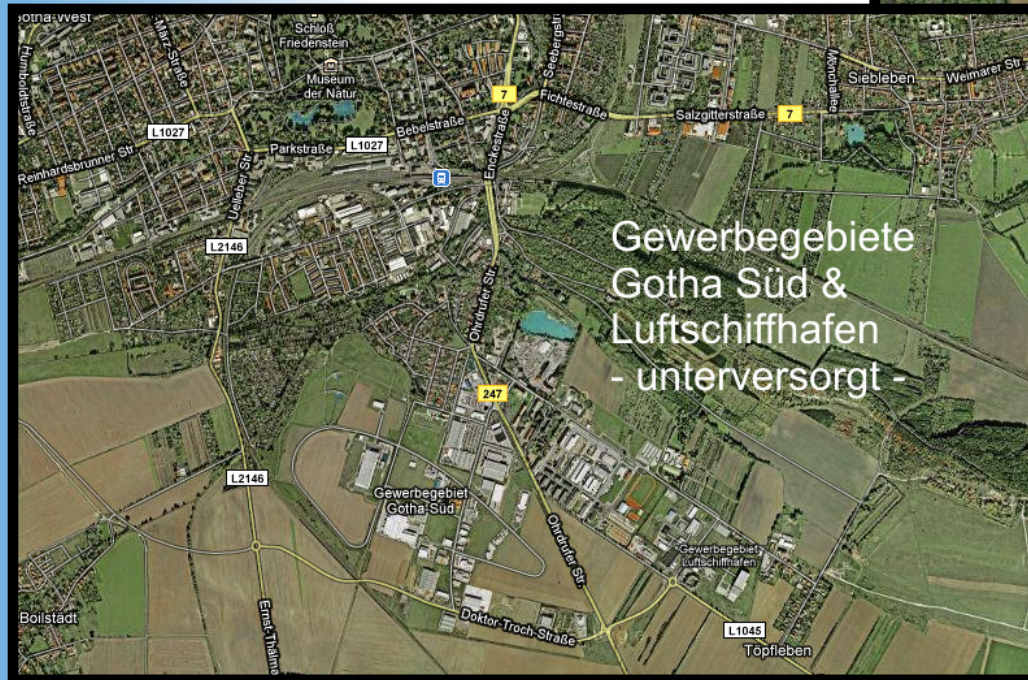 Gotha-West
Schloß
Friedenstein
Museum
der Natur
Humboldtstraße
März-Straße
Seebergstr
Mönchallee
Siebleben
Weimarer Str.
7
Fichtestraße
Salzgitterstraße
7
L1027
Bebelstraße
Parkstraße
L1027
Enckestraße
Reinhardsbrunner Str
Uelleber Str
L2146
Gewerbegebiete
Gotha Süd &
Luftschiffhafen
- unterversorgt -
Ohrdrufer Str
247
L2146
Gewerbegebiet
Gotha-Süd
Ohrdrufer Str.
Gewerbegebiet
Luftschiffhafen
Boilstädt
Ernst-Thälma
Doktor-Troch-Straße
L1045
Töpfleben